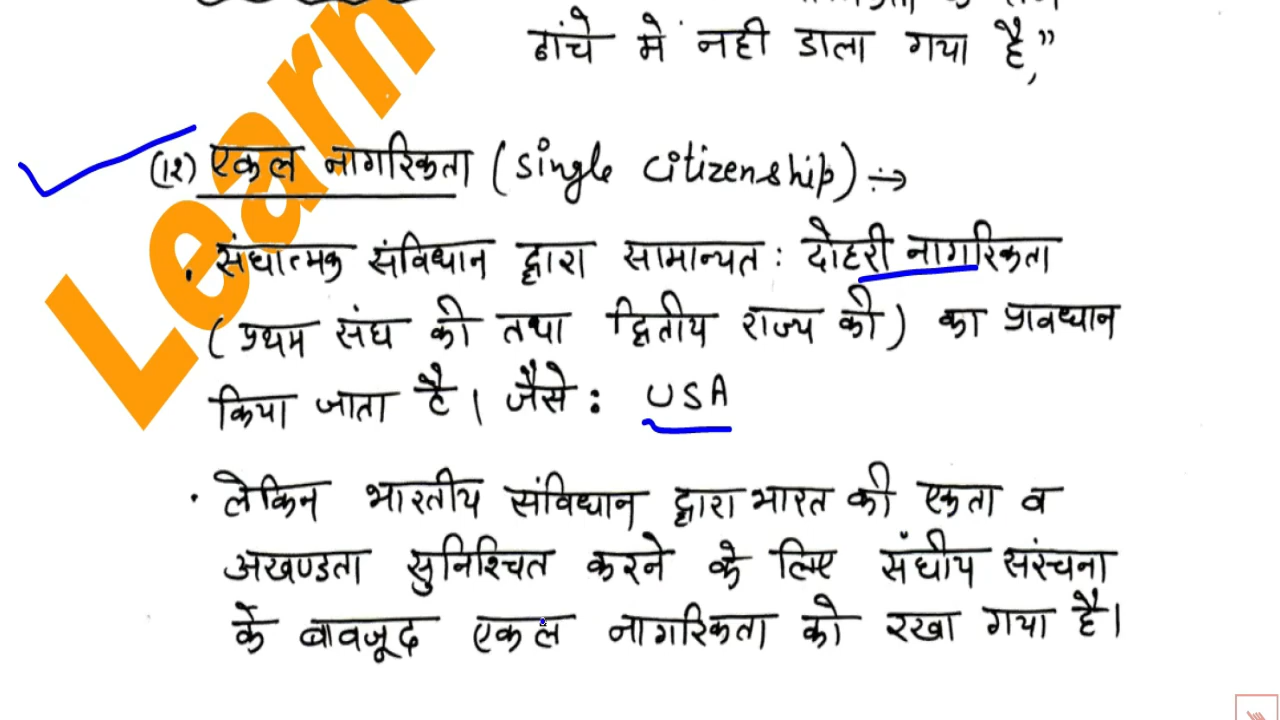 ढांचे में नही डाला गया है,”
Learn
(12) एकल नागरिकता (Single Citizenship) :→
• संघात्मक संविधान द्वारा सामान्यत: दोहरी नागरिकता
(प्रथम संघ की तथा द्वितीय राज्य की) का प्रावधान
किया जाता है। जैसे: USA
• लेकिन भारतीय संविधान द्वारा भारत की एकता व
अखण्डता सुनिश्चित करने के लिए संघीय संरचना
के बावजूद एकल नागरिकता को रखा गया है।